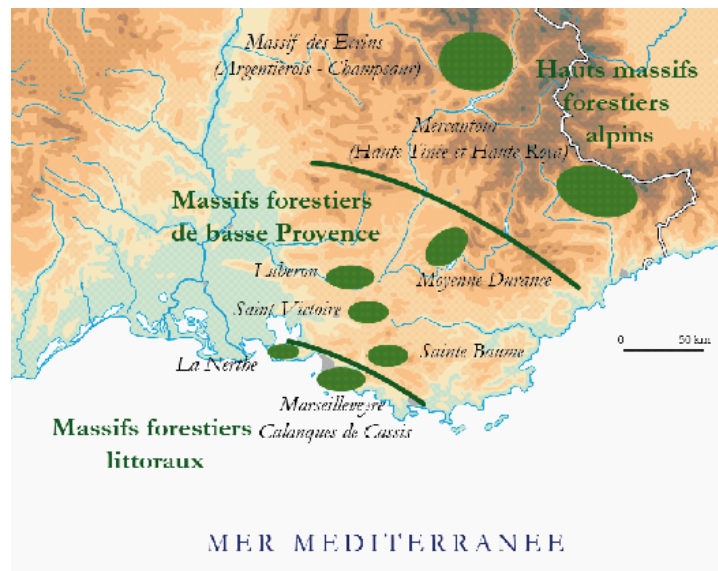 Massif des Ecrins
(Argentiérois - Champsaur)
Hauts massifs
forestiers
alpins
Mercantour
(Haute Tinée et Haute Roya)
Massifs forestiers
de basse Provence
Luberon
Moyenne Durance
Saint Victoire
0 50 km
Sainte Baume
La Nerthe
Marseilleveyre
Calanques de Cassis
Massifs forestiers
littoraux
MER MEDITERRANEE